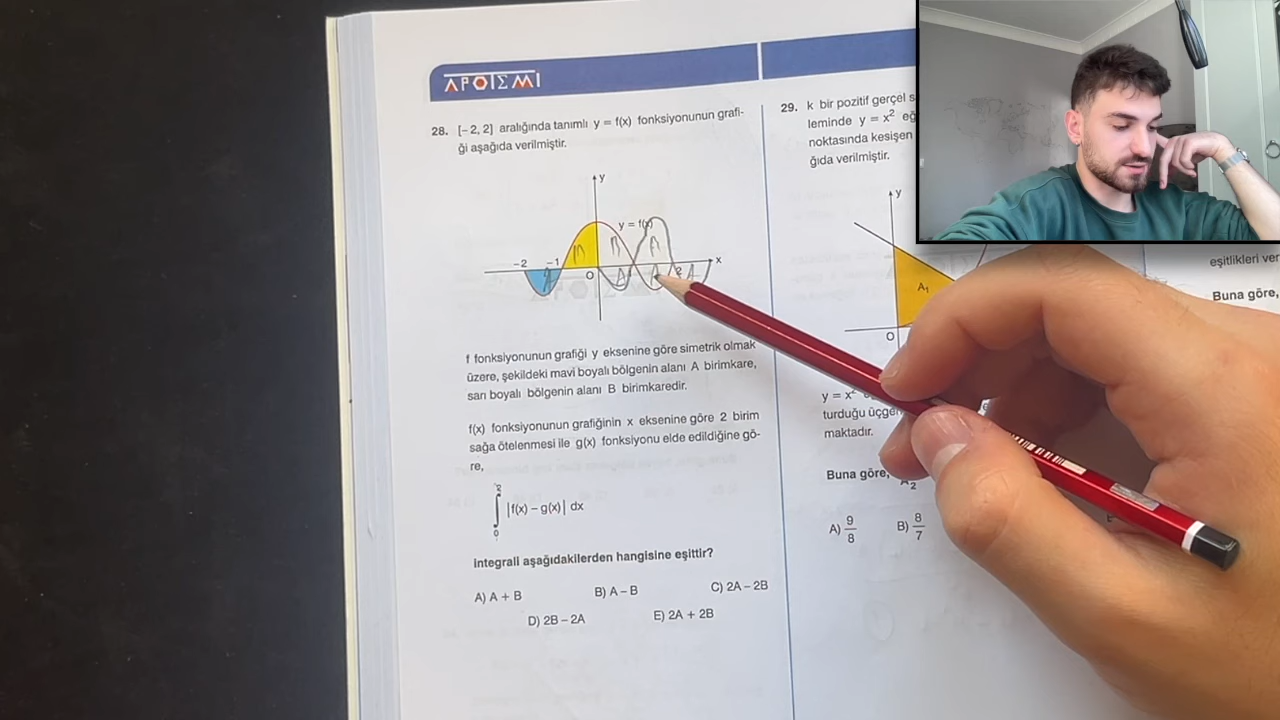 APOIEMI
28. [-2, 2] aralığında tanımlı y = f(x) fonksiyonunun grafi-
ği aşağıda verilmiştir.
y
y = f(x)
-2
-1
O
2
x
B
B
A
A
A
A
A
f fonksiyonunun grafiği y eksenine göre simetrik olmak
üzere, şekildeki mavi boyalı bölgenin alanı A birimkare,
sarı boyalı bölgenin alanı B birimkaredir.
f(x) fonksiyonunun grafiğinin x eksenine göre 2 birim
sağa ötelenmesi ile g(x) fonksiyonu elde edildiğine gö-
re,
2
∫ |f(x) – g(x)| dx
0
integrali aşağıdakilerden hangisine eşittir?
A) A + B
B) A – B
C) 2A – 2B
D) 2B – 2A
E) 2A + 2B
29. k bir pozitif gerçel s
leminde y = x² eğ
noktasında kesişen
ğıda verilmiştir.
y
A₁
O
y = x²
turduğu üçge
maktadır.
Buna göre,
A₂
A) 9/8
B) 8/7
eşitlikleri ver
Buna göre,